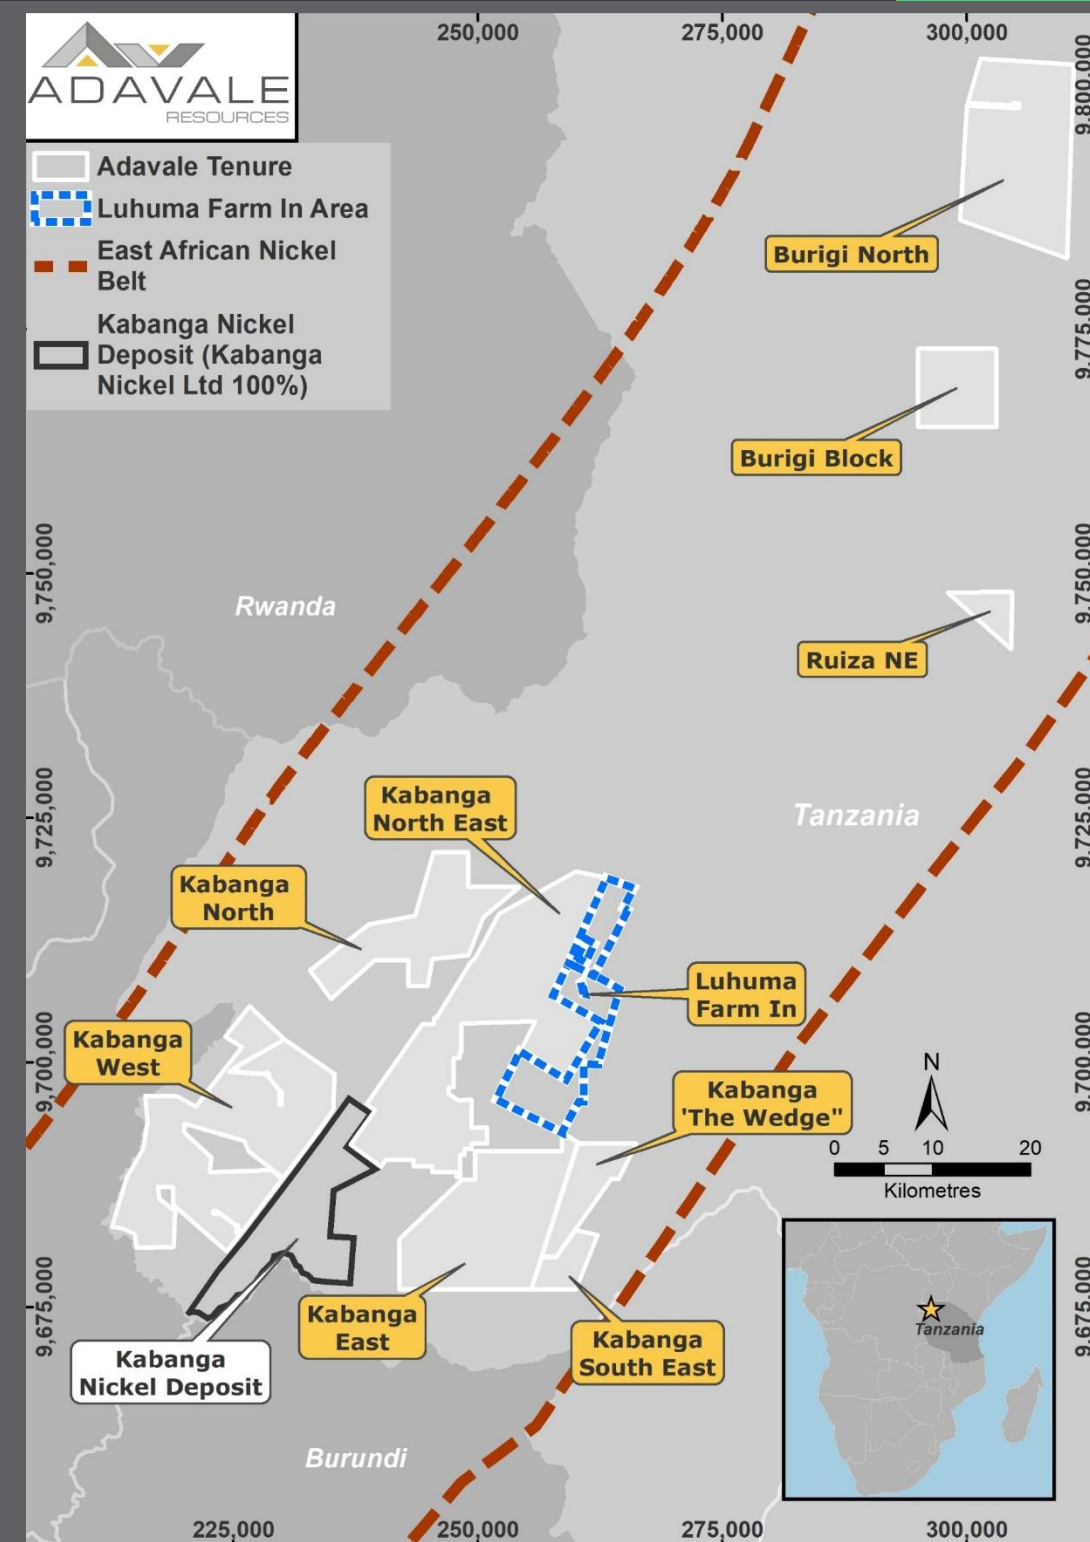 250,000
275,000
300,000
ADAVALE
RESOURCES
Adavale Tenure
Luhuma Farm In Area
East African Nickel
Belt
Kabanga Nickel
Deposit (Kabanga
Nickel Ltd 100%)
9,800,000
Burigi North
9,775,000
Burigi Block
9,750,000
9,750,000
Rwanda
Ruiza NE
9,725,000
9,725,000
Tanzania
Kabanga
North East
Kabanga
North
Luhuma
Farm In
Kabanga
West
9,700,000
9,700,000
Kabanga
'The Wedge"
N
0 5 10 20
Kilometres
9,675,000
9,675,000
Kabanga
East
Kabanga
South East
Kabanga
Nickel Deposit
Tanzania
Burundi
225,000
250,000
275,000
300,000